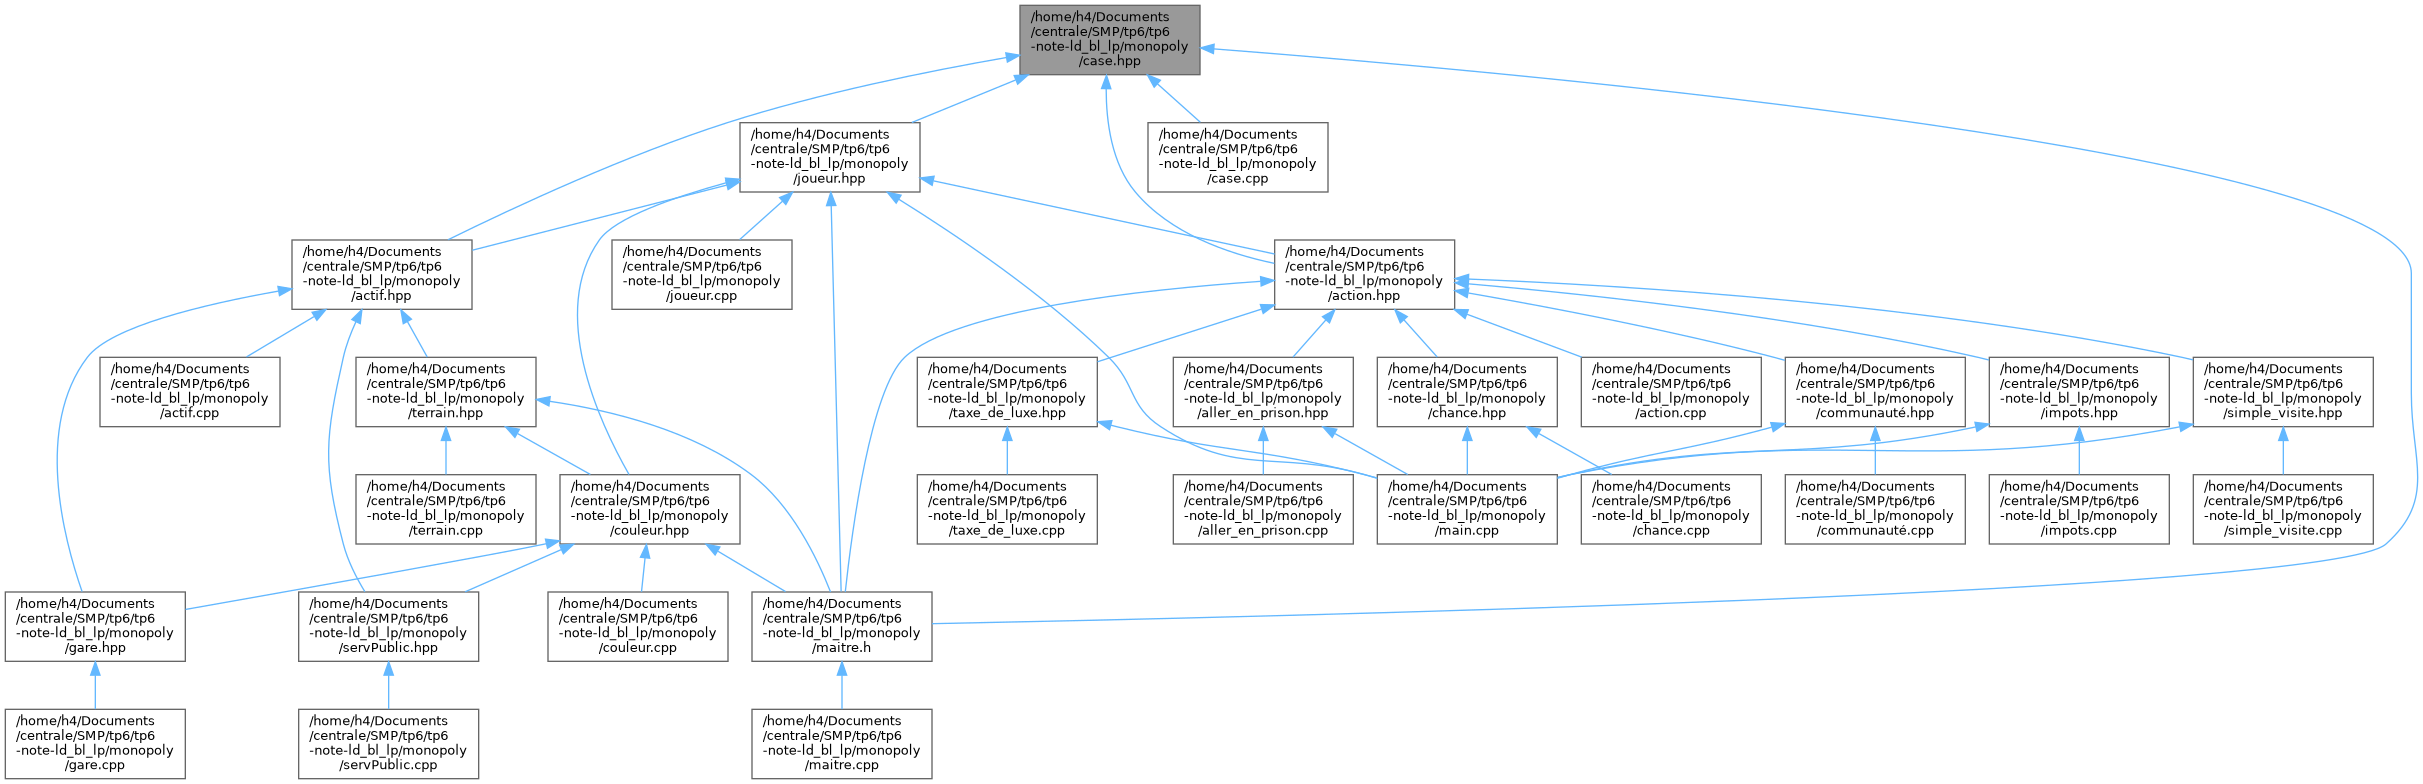 /home/h4/Documents
/centrale/SMP/tp6/tp6
-note-ld_bl_lp/monopoly
/case.hpp
/home/h4/Documents
/centrale/SMP/tp6/tp6
-note-ld_bl_lp/monopoly
/joueur.hpp
/home/h4/Documents
/centrale/SMP/tp6/tp6
-note-ld_bl_lp/monopoly
/case.cpp
/home/h4/Documents
/centrale/SMP/tp6/tp6
-note-ld_bl_lp/monopoly
/actif.hpp
/home/h4/Documents
/centrale/SMP/tp6/tp6
-note-ld_bl_lp/monopoly
/joueur.cpp
/home/h4/Documents
/centrale/SMP/tp6/tp6
-note-ld_bl_lp/monopoly
/action.hpp
/home/h4/Documents
/centrale/SMP/tp6/tp6
-note-ld_bl_lp/monopoly
/actif.cpp
/home/h4/Documents
/centrale/SMP/tp6/tp6
-note-ld_bl_lp/monopoly
/terrain.hpp
/home/h4/Documents
/centrale/SMP/tp6/tp6
-note-ld_bl_lp/monopoly
/taxe_de_luxe.hpp
/home/h4/Documents
/centrale/SMP/tp6/tp6
-note-ld_bl_lp/monopoly
/aller_en_prison.hpp
/home/h4/Documents
/centrale/SMP/tp6/tp6
-note-ld_bl_lp/monopoly
/chance.hpp
/home/h4/Documents
/centrale/SMP/tp6/tp6
-note-ld_bl_lp/monopoly
/action.cpp
/home/h4/Documents
/centrale/SMP/tp6/tp6
-note-ld_bl_lp/monopoly
/communauté.hpp
/home/h4/Documents
/centrale/SMP/tp6/tp6
-note-ld_bl_lp/monopoly
/impots.hpp
/home/h4/Documents
/centrale/SMP/tp6/tp6
-note-ld_bl_lp/monopoly
/simple_visite.hpp
/home/h4/Documents
/centrale/SMP/tp6/tp6
-note-ld_bl_lp/monopoly
/terrain.cpp
/home/h4/Documents
/centrale/SMP/tp6/tp6
-note-ld_bl_lp/monopoly
/couleur.hpp
/home/h4/Documents
/centrale/SMP/tp6/tp6
-note-ld_bl_lp/monopoly
/taxe_de_luxe.cpp
/home/h4/Documents
/centrale/SMP/tp6/tp6
-note-ld_bl_lp/monopoly
/aller_en_prison.cpp
/home/h4/Documents
/centrale/SMP/tp6/tp6
-note-ld_bl_lp/monopoly
/main.cpp
/home/h4/Documents
/centrale/SMP/tp6/tp6
-note-ld_bl_lp/monopoly
/chance.cpp
/home/h4/Documents
/centrale/SMP/tp6/tp6
-note-ld_bl_lp/monopoly
/communauté.cpp
/home/h4/Documents
/centrale/SMP/tp6/tp6
-note-ld_bl_lp/monopoly
/impots.cpp
/home/h4/Documents
/centrale/SMP/tp6/tp6
-note-ld_bl_lp/monopoly
/simple_visite.cpp
/home/h4/Documents
/centrale/SMP/tp6/tp6
-note-ld_bl_lp/monopoly
/gare.hpp
/home/h4/Documents
/centrale/SMP/tp6/tp6
-note-ld_bl_lp/monopoly
/servPublic.hpp
/home/h4/Documents
/centrale/SMP/tp6/tp6
-note-ld_bl_lp/monopoly
/couleur.cpp
/home/h4/Documents
/centrale/SMP/tp6/tp6
-note-ld_bl_lp/monopoly
/maitre.h
/home/h4/Documents
/centrale/SMP/tp6/tp6
-note-ld_bl_lp/monopoly
/gare.cpp
/home/h4/Documents
/centrale/SMP/tp6/tp6
-note-ld_bl_lp/monopoly
/servPublic.cpp
/home/h4/Documents
/centrale/SMP/tp6/tp6
-note-ld_bl_lp/monopoly
/maitre.cpp